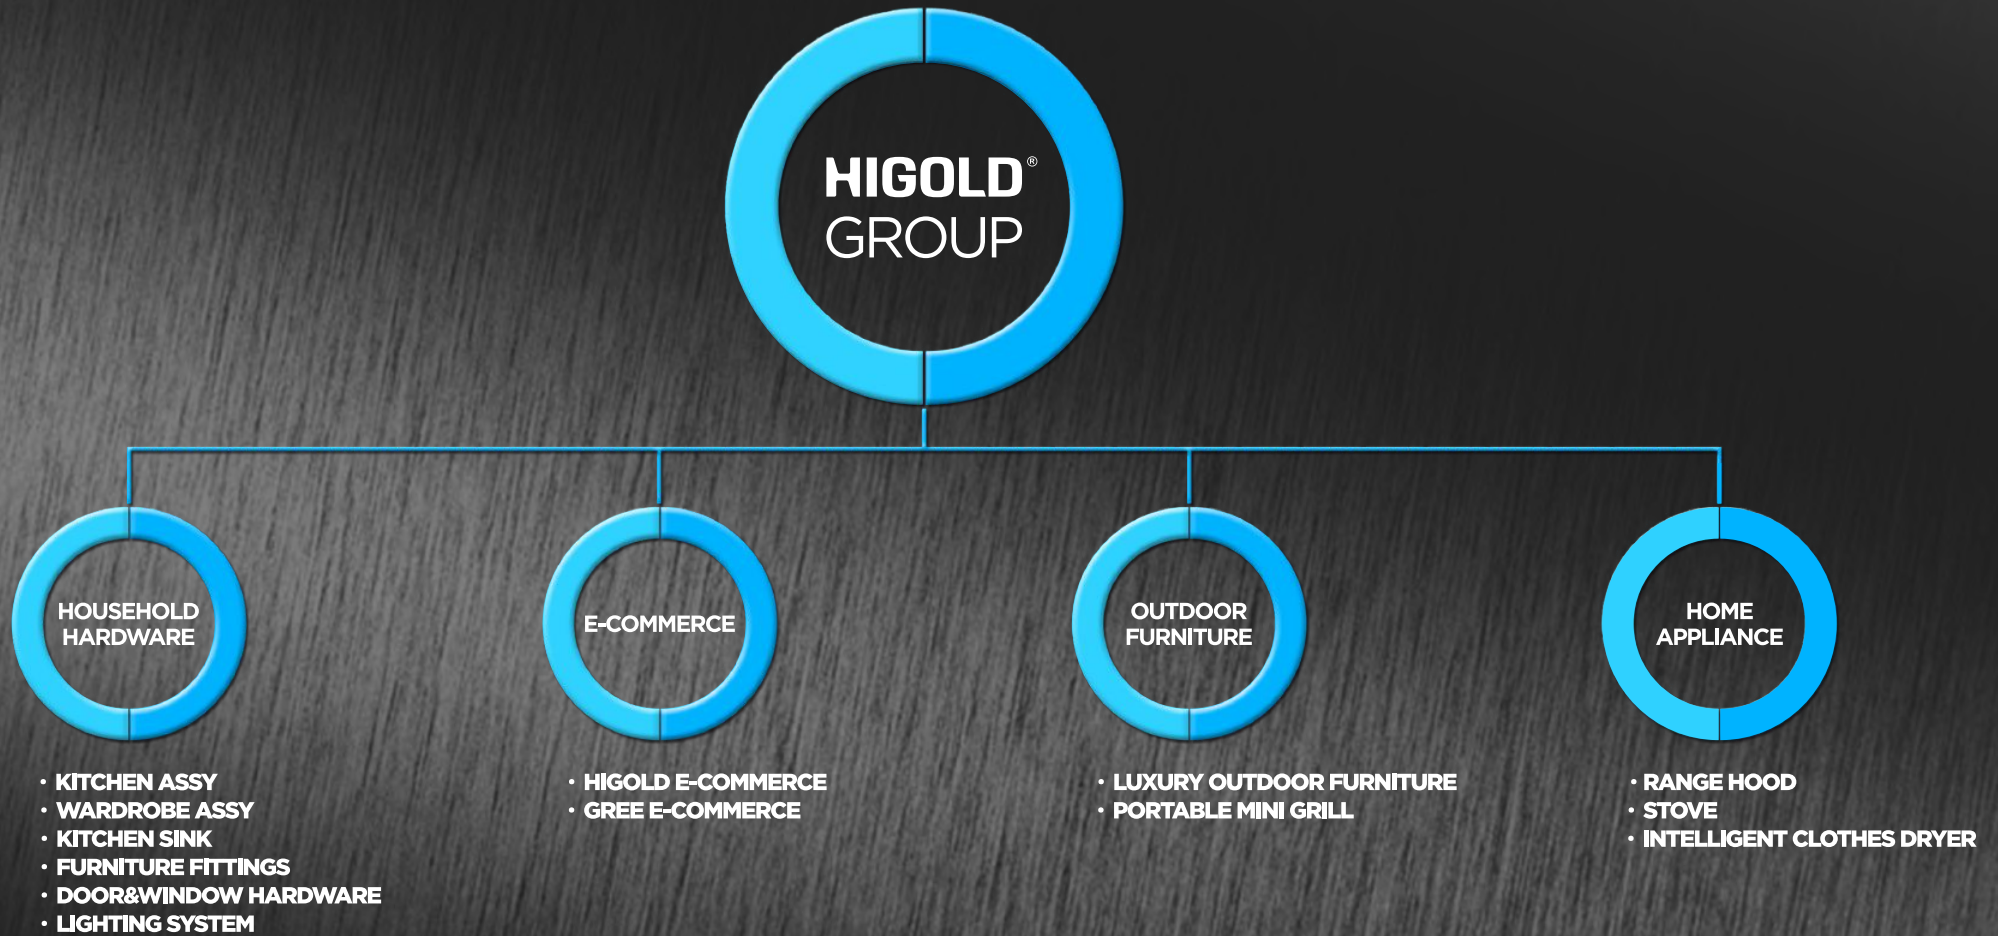 HIGOLD®
GROUP
HOUSEHOLD
HARDWARE
· KITCHEN ASSY
· WARDROBE ASSY
· KITCHEN SINK
· FURNITURE FITTINGS
· DOOR&WINDOW HARDWARE
· LIGHTING SYSTEM
E-COMMERCE
· HIGOLD E-COMMERCE
· GREE E-COMMERCE
OUTDOOR
FURNITURE
· LUXURY OUTDOOR FURNITURE
· PORTABLE MINI GRILL
HOME
APPLIANCE
· RANGE HOOD
· STOVE
· INTELLIGENT CLOTHES DRYER